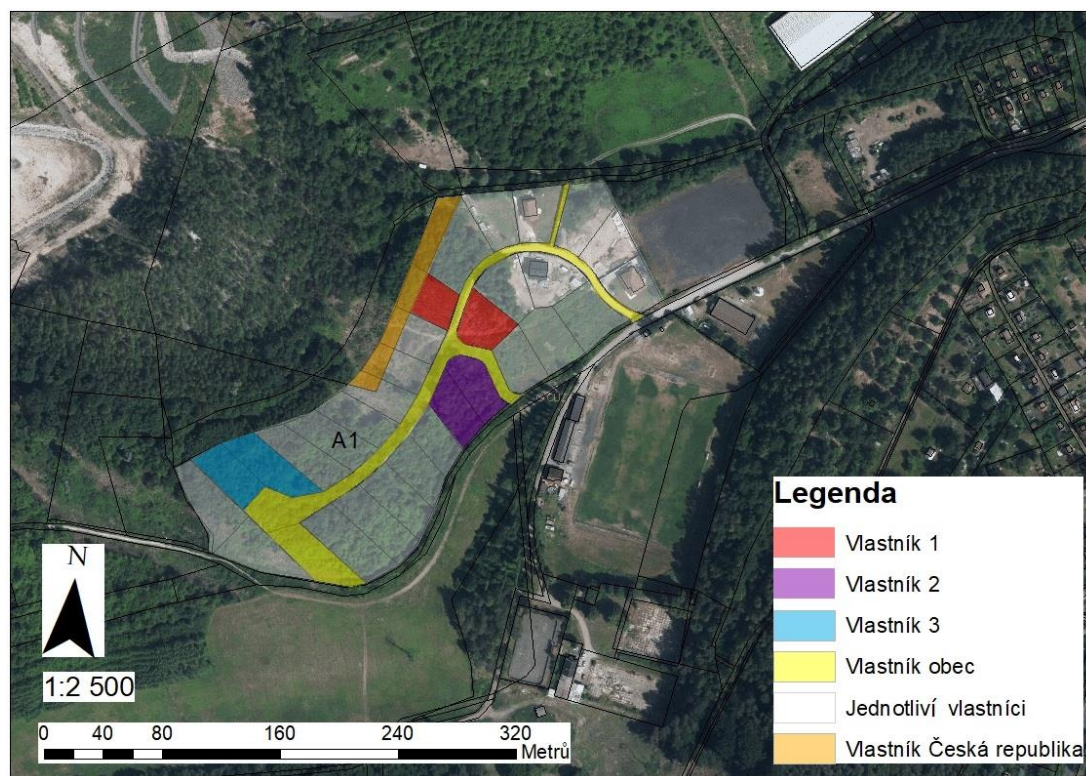 A1
N
1:2 500
0 40 80 160 240 320
Metrů
Legenda
Vlastník 1
Vlastník 2
Vlastník 3
Vlastník obec
Jednotliví vlastníci
Vlastník Česká republika